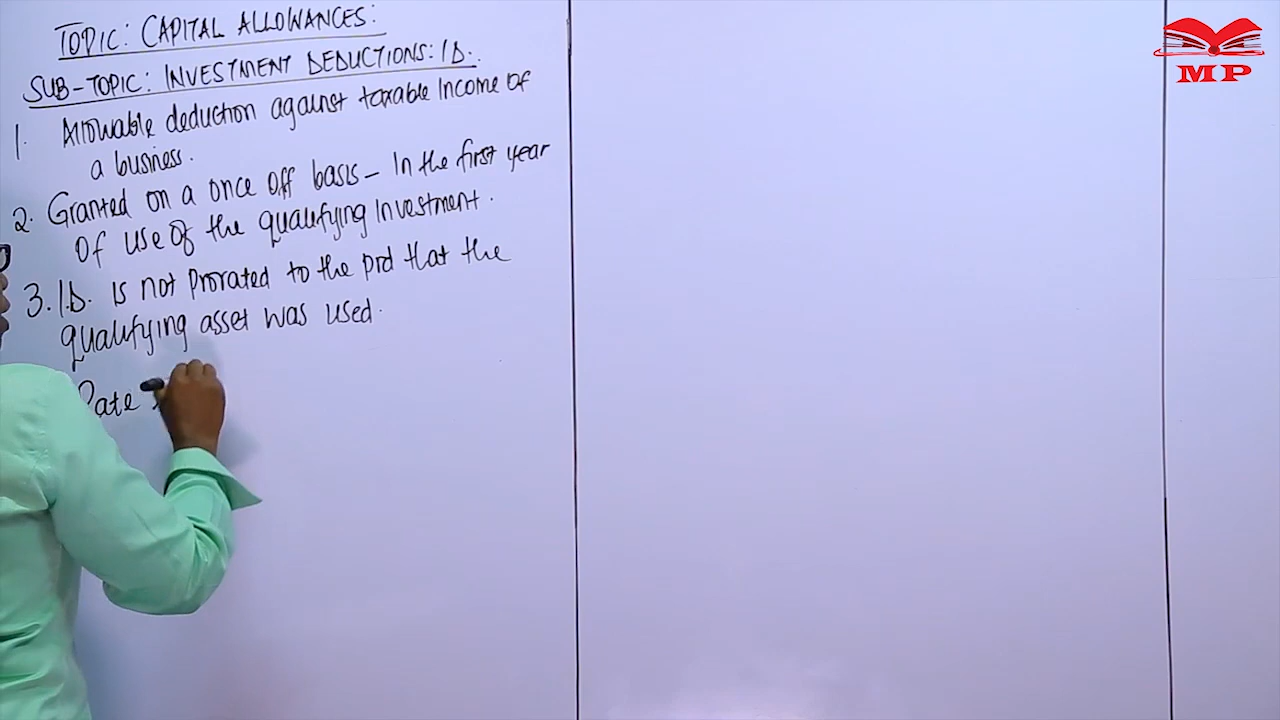 TOPIC: CAPITAL ALLOWANCES:
SUB-TOPIC: INVESTMENT DEDUCTIONS: I.D.
1. Allowable deduction against taxable income of
a business.
2. Granted on a once off basis - In the first year
of use of the qualifying investment.
3. I.D. is not prorated to the prd that the
qualifying asset was used.
Rate
MP